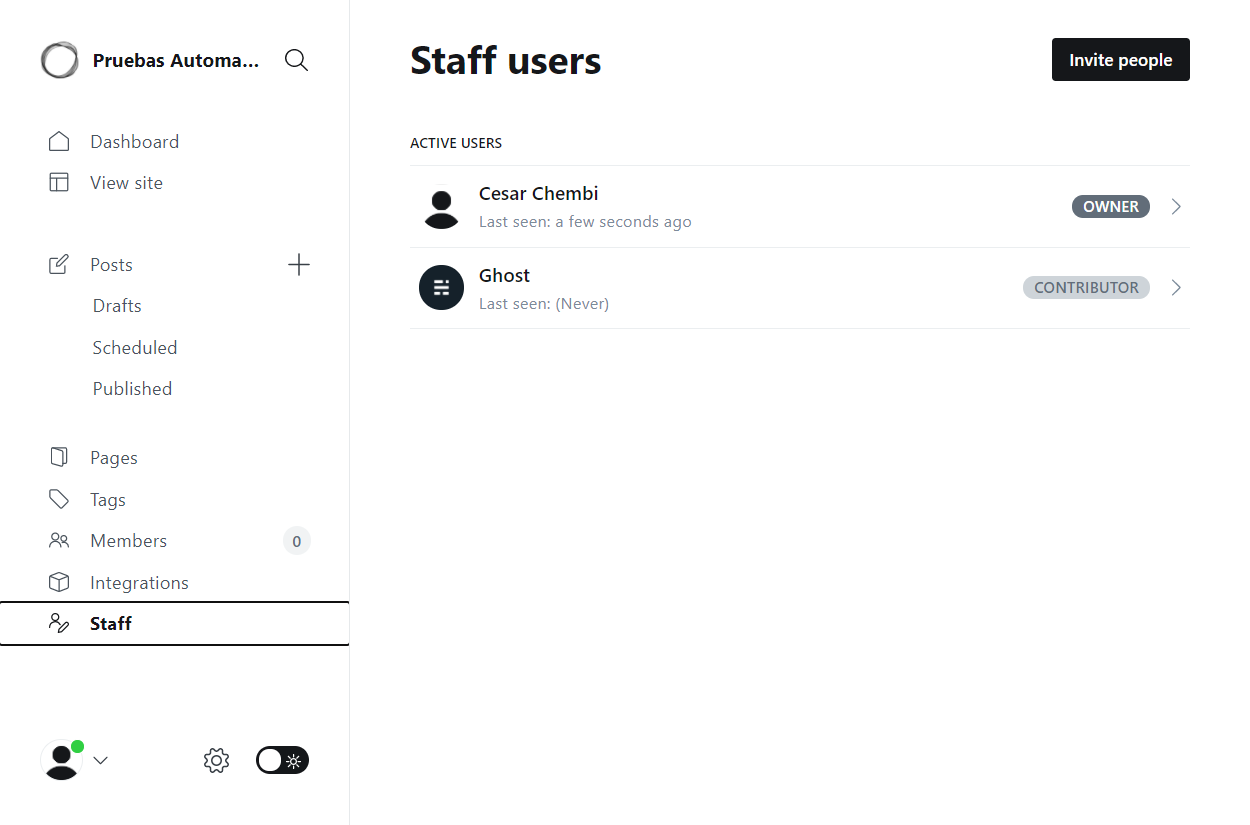 Pruebas Automa...
Dashboard
View site
Posts
Drafts
Scheduled
Published
Pages
Tags
Members
0
Integrations
Staff
Staff users
Invite people
ACTIVE USERS
Cesar Chembi
Last seen: a few seconds ago
OWNER
Ghost
Last seen: (Never)
CONTRIBUTOR